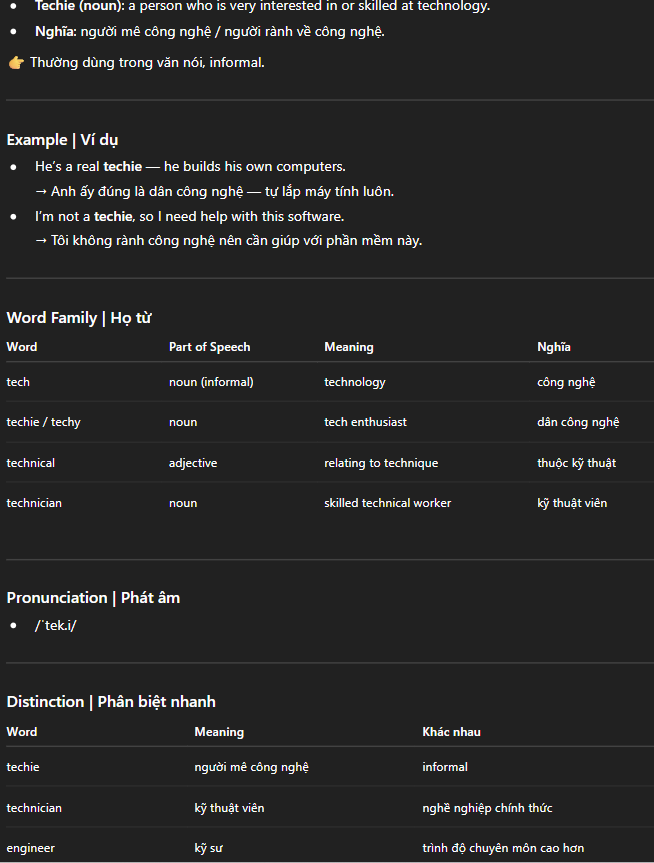 Techie (noun): a person who is very interested in or skilled at technology.
Nghĩa: người mê công nghệ / người rành về công nghệ.
👉 Thường dùng trong văn nói, informal.
Example | Ví dụ
He's a real techie — he builds his own computers.
→ Anh ấy đúng là dân công nghệ — tự lắp máy tính luôn.
I'm not a techie, so I need help with this software.
→ Tôi không rành công nghệ nên cần giúp với phần mềm này.
Word Family | Họ từ
Word Part of Speech Meaning Nghĩa
tech noun (informal) technology công nghệ
techie / techy noun tech enthusiast dân công nghệ
technical adjective relating to technique thuộc kỹ thuật
technician noun skilled technical worker kỹ thuật viên
Pronunciation | Phát âm
/ˈtek.i/
Distinction | Phân biệt nhanh
Word Meaning Khác nhau
techie người mê công nghệ informal
technician kỹ thuật viên nghề nghiệp chính thức
engineer kỹ sư trình độ chuyên môn cao hơn